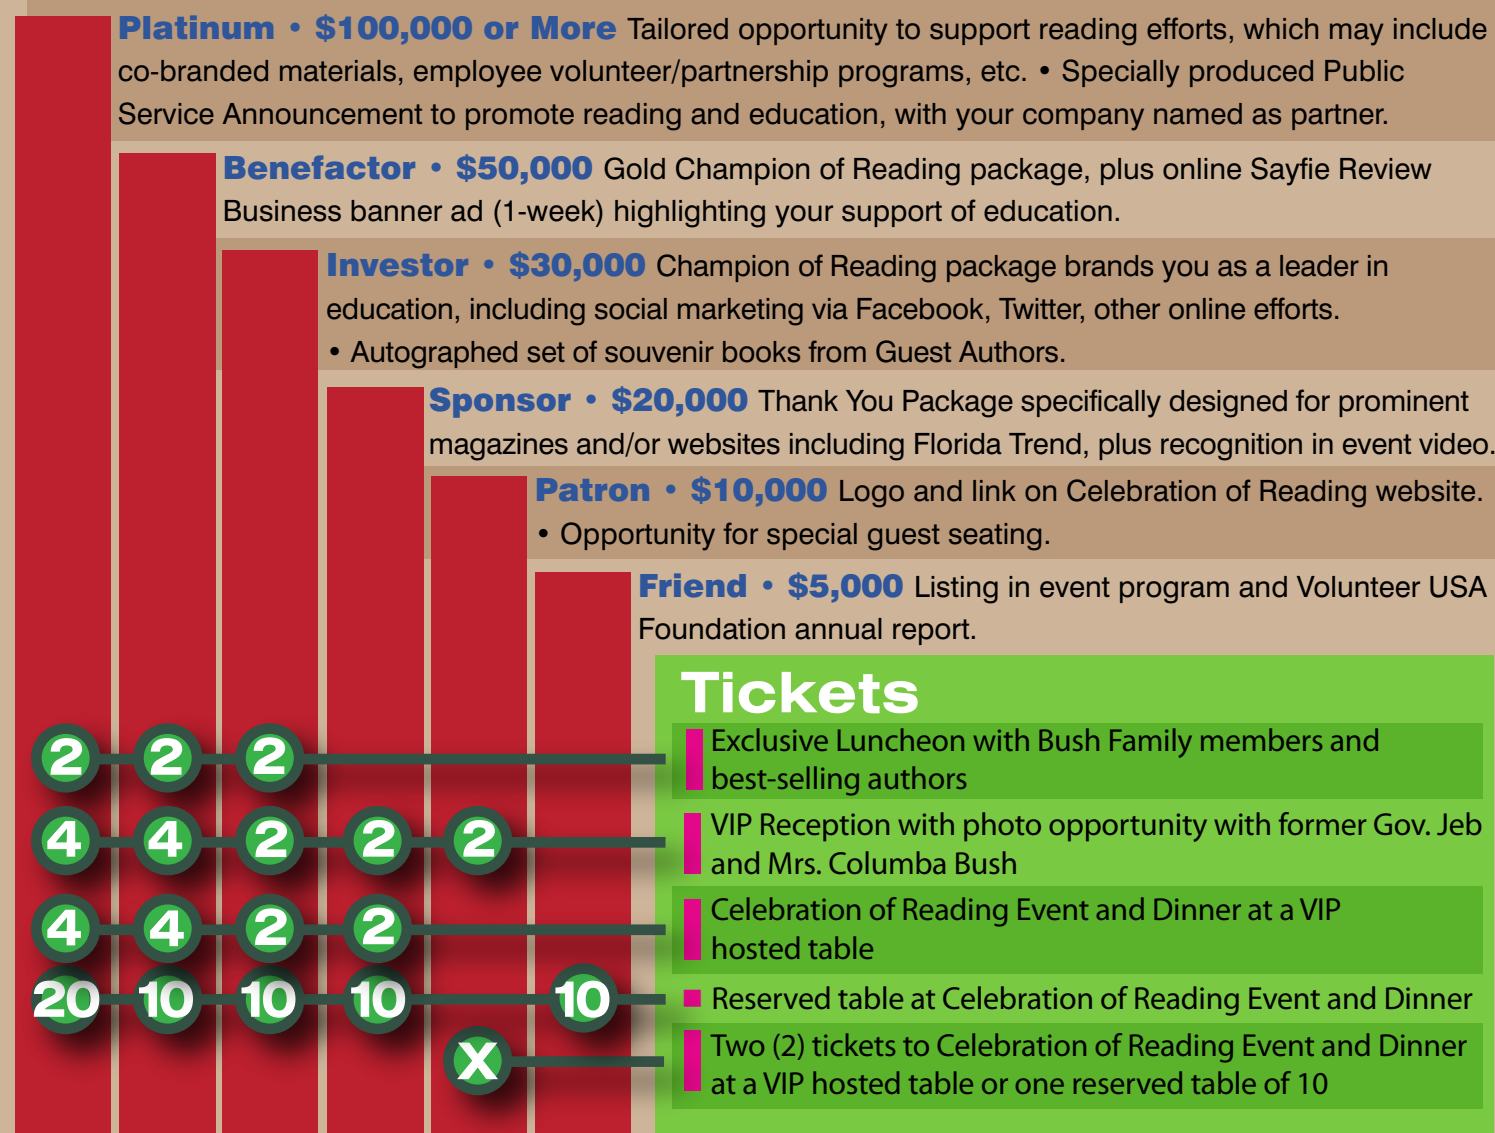 Platinum • $100,000 or More Tailored opportunity to support reading efforts, which may include
co-branded materials, employee volunteer/partnership programs, etc. • Specially produced Public
Service Announcement to promote reading and education, with your company named as partner.
Benefactor • $50,000 Gold Champion of Reading package, plus online Sayfie Review
Business banner ad (1-week) highlighting your support of education.
Investor • $30,000 Champion of Reading package brands you as a leader in
education, including social marketing via Facebook, Twitter, other online efforts.
• Autographed set of souvenir books from Guest Authors.
Sponsor • $20,000 Thank You Package specifically designed for prominent
magazines and/or websites including Florida Trend, plus recognition in event video.
Patron • $10,000 Logo and link on Celebration of Reading website.
• Opportunity for special guest seating.
Friend • $5,000 Listing in event program and Volunteer USA
Foundation annual report.
Tickets
2 2 2 Exclusive Luncheon with Bush Family members and
best-selling authors
4 4 2 2 2 VIP Reception with photo opportunity with former Gov. Jeb
and Mrs. Columba Bush
4 4 2 2 Celebration of Reading Event and Dinner at a VIP
hosted table
20 10 10 10 10 Reserved table at Celebration of Reading Event and Dinner
X Two (2) tickets to Celebration of Reading Event and Dinner
at a VIP hosted table or one reserved table of 10